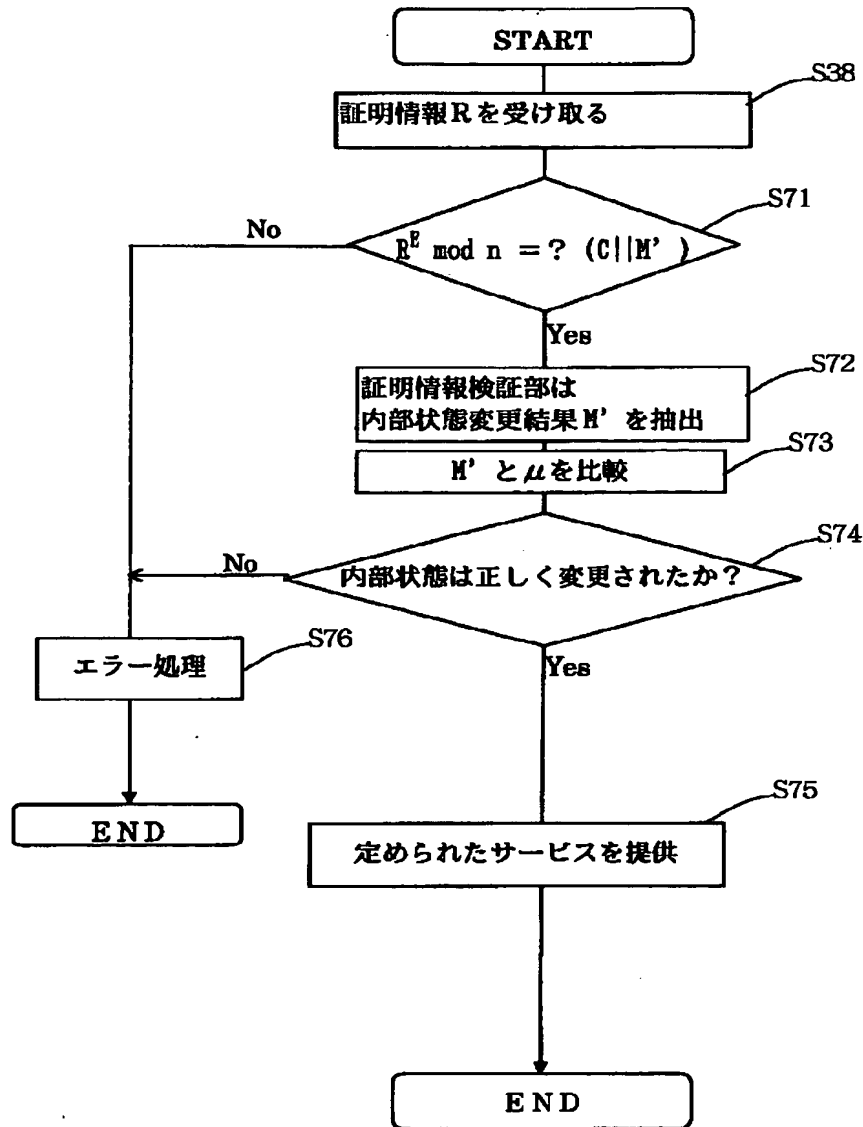 START
S38
証明情報Rを受け取る
S71
No
R^E mod n =? (C||M')
Yes
S72
証明情報検証部は
内部状態変更結果M'を抽出
S73
M'とμを比較
S74
No
内部状態は正しく変更されたか?
S76
エラー処理
Yes
S75
END
定められたサービスを提供
END